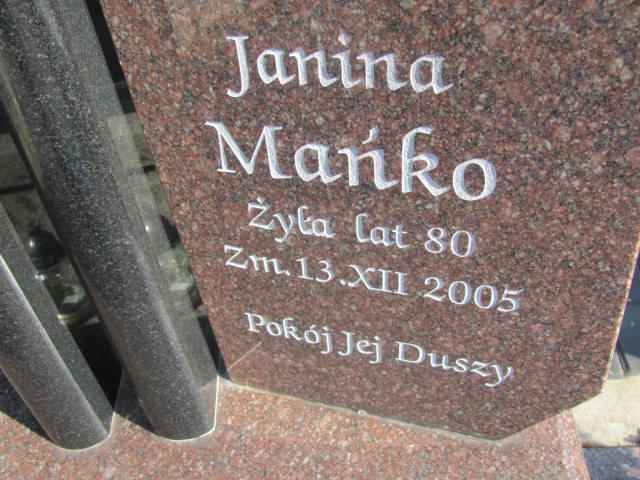 Janina
Mańko
Żyła lat 80
Zm. 13.XII 2005
Pokój Jej Duszy